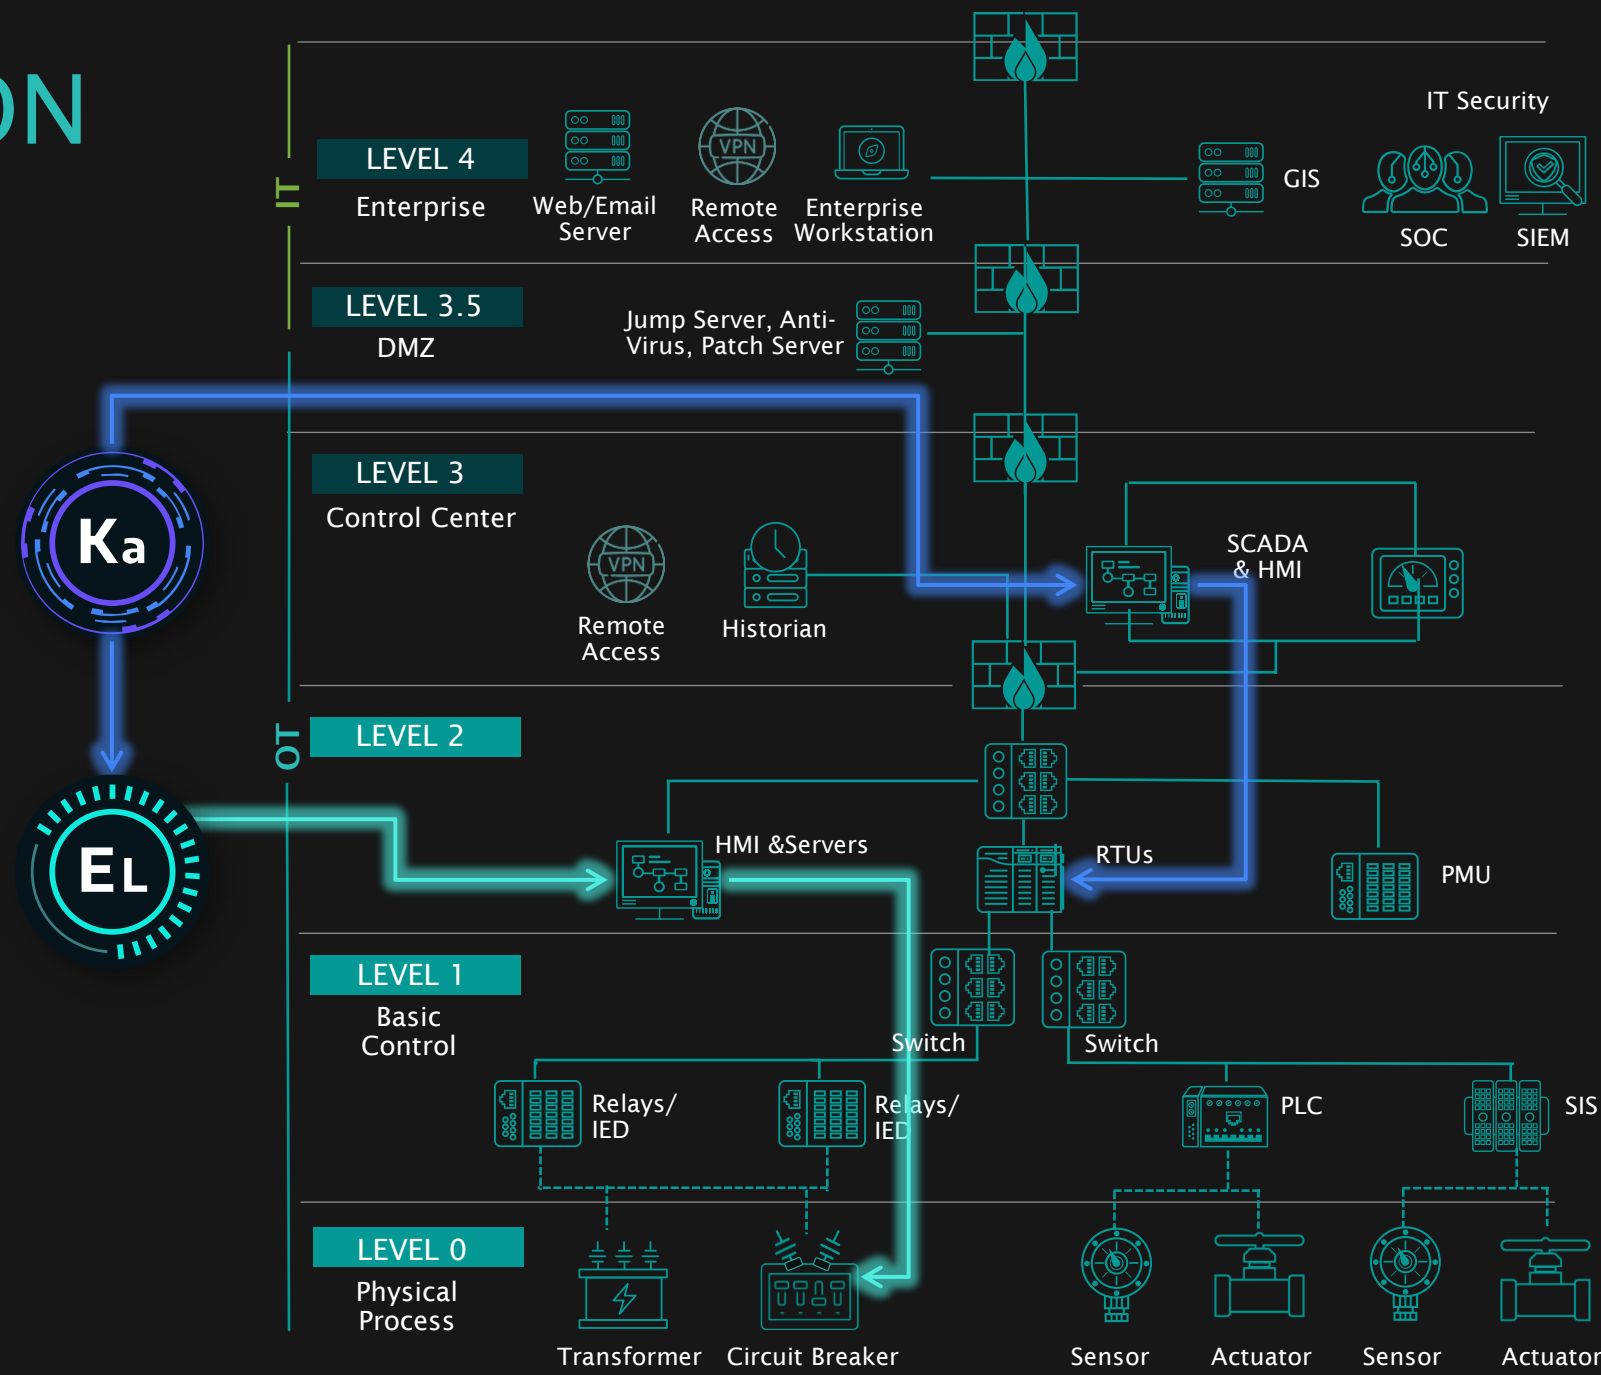 ON
IT Security
LEVEL 4
Enterprise
Web/Email
Server
VPN
Remote
Access
Enterprise
Workstation
GIS
SOC
SIEM
IT
LEVEL 3.5
DMZ
Jump Server, Anti-
Virus, Patch Server
LEVEL 3
Control Center
Ka
VPN
Remote
Access
Historian
SCADA
& HMI
OT
LEVEL 2
EL
HMI &Servers
RTUs
PMU
LEVEL 1
Basic
Control
Switch
Switch
Relays/
IED
Relays/
IED
PLC
SIS
LEVEL 0
Physical
Process
Transformer
Circuit Breaker
Sensor
Actuator
Sensor
Actuator